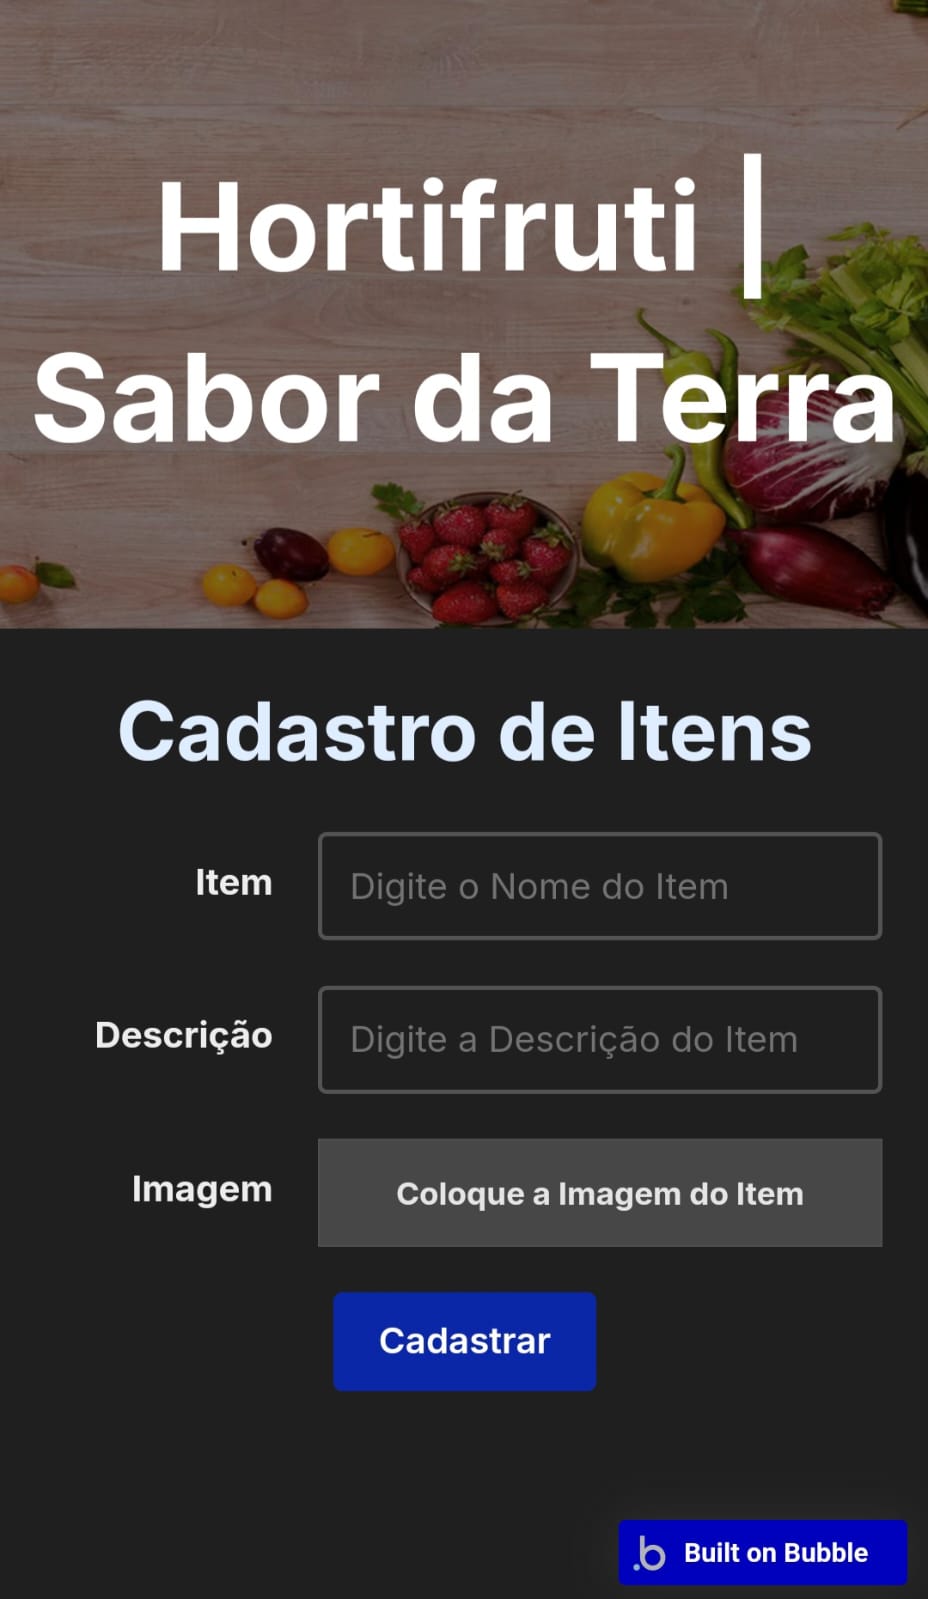 Hortifruti |
Sabor da Terra
Cadastro de Itens
Item
Digite o Nome do Item
Descrição
Digite a Descrição do Item
Imagem
Coloque a Imagem do Item
Cadastrar
.b Built on Bubble